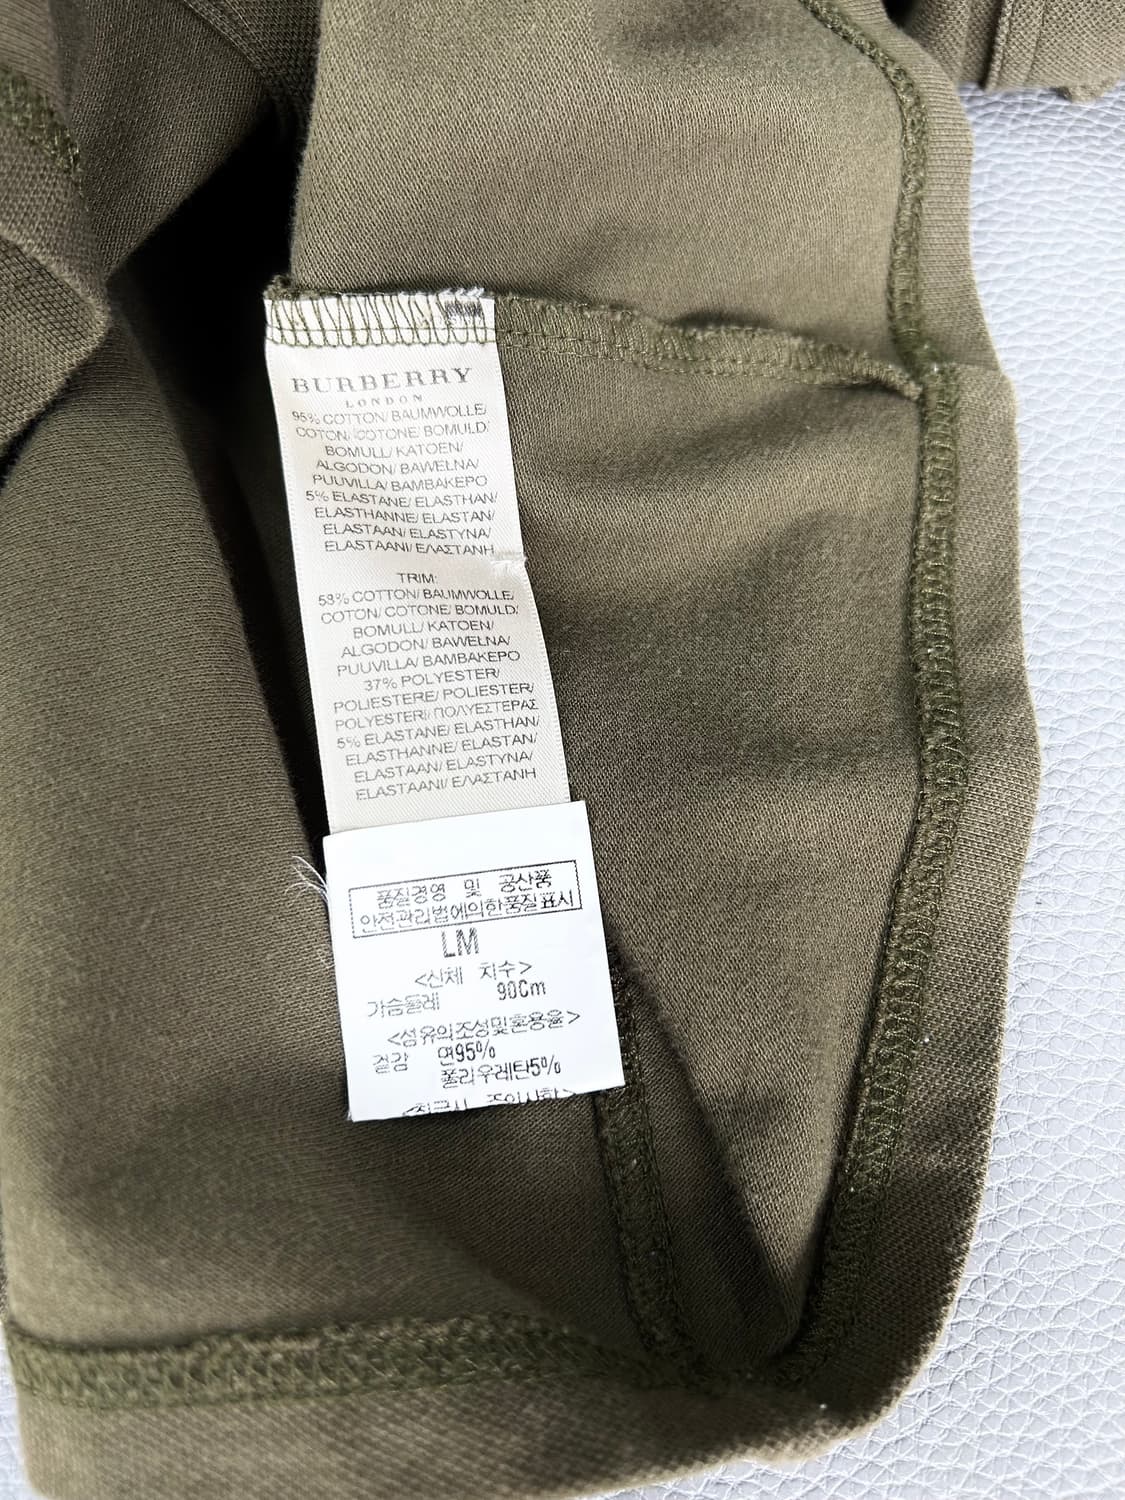 BURBERRY
LONDON
95% COTTON/ BAUMWOLLE/
COTON/ COTONE/ BOMULD/
BOMULL/ KATOEN/
ALGODON/ BAWEŁNA/
PUUVILLA/ BAMBAKEPO
5% ELASTANE/ ELASTHAN/
ELASTHANNE/ ELASTAN/
ELASTAAN/ ELASTYNA/
ELASTAANI/ ΕΛΑΣΤΑΝΗ
TRIM:
58% COTTON/ BAUMWOLLE/
COTON/ COTONE/ BOMULD/
BOMULL/ KATOEN/
ALGODON/ BAWEŁNA/
PUUVILLA/ BAMBAKEPO
37% POLYESTER/
POLIESTERE/ POLIESTER/
POLYESTERI/ ΠΟΛΥΕΣΤΕΡΑΣ
5% ELASTANE/ ELASTHAN/
ELASTHANNE/ ELASTAN/
ELASTAAN/ ELASTYNA/
ELASTAANI/ ΕΛΑΣΤΑΝΗ
품질경영 및 공산품
안전관리법에의한품질표시
LM
<신체 치수>
가슴둘레 90Cm
<섬유의조성및혼용율>
겉감 면95%
폴리우레탄5%